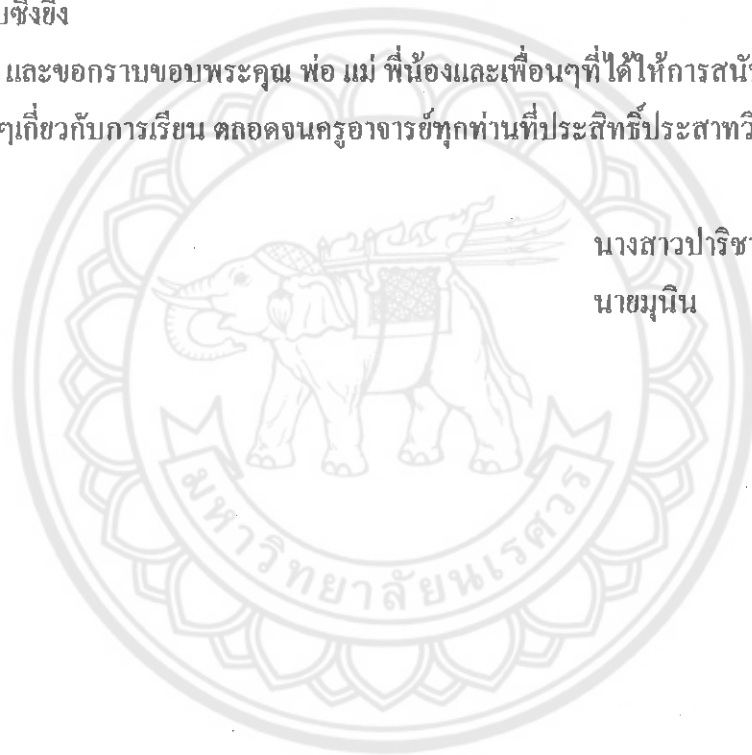 ซึ้งยิ่ง
และขอกราบขอบพระคุณ พ่อ แม่ พี่น้องและเพื่อนๆที่ได้ให้การสนับ
ๆเกี่ยวกับการเรียน ตลอดจนครูอาจารย์ทุกท่านที่ประสิทธิ์ประสาทวิ
นางสาวปาริชา
นายมุนิน
มหาวิทยาลัยนเรศวร